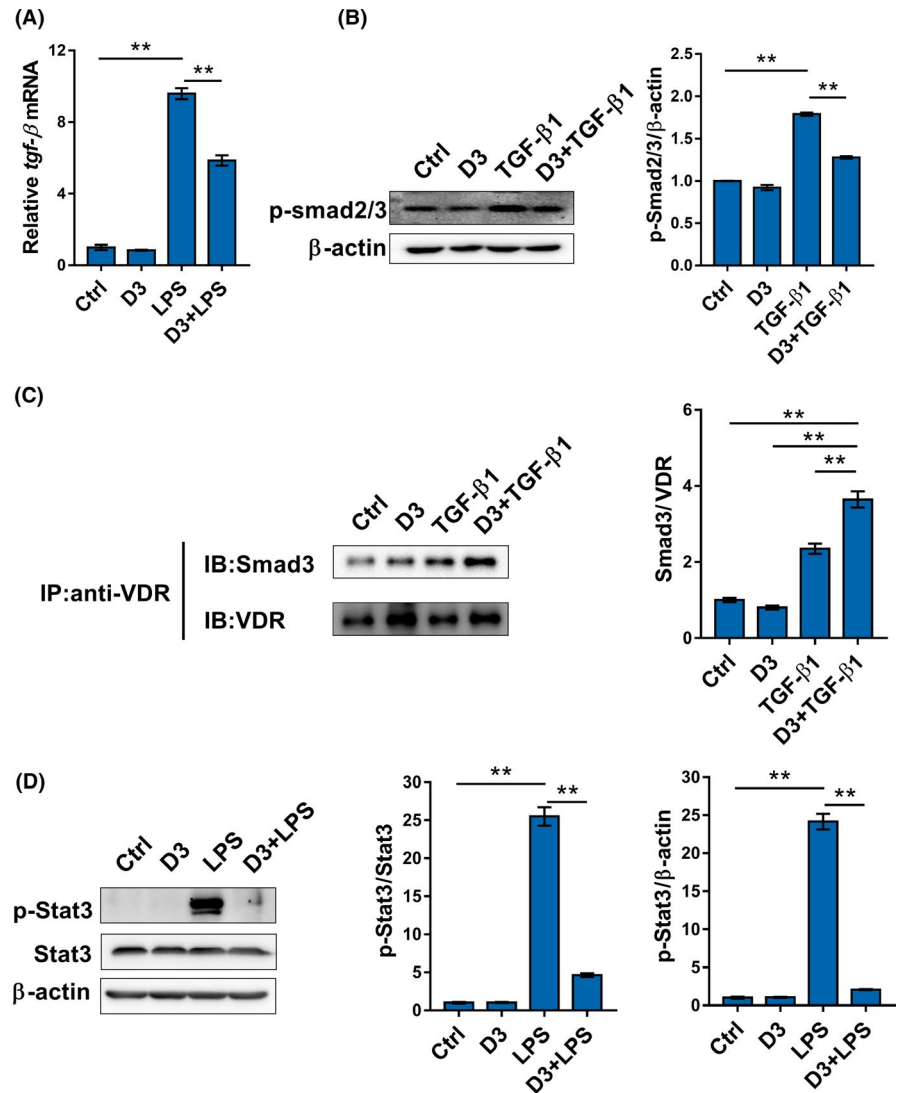 (A)
Relative tgf-β mRNA
12
8
4
0
**
**
Ctrl
D3
LPS
D3+LPS
(B)
Ctrl
D3
TGF-β1
D3+TGF-β1
p-smad2/3
β-actin
p-Smad2/3/β-actin
2.5
2.0
1.5
1.0
0.5
0.0
**
**
Ctrl
D3
TGF-β1
D3+TGF-β1
(C)
Ctrl
D3
TGF-β1
D3+TGF-β1
IP:anti-VDR
IB:Smad3
IB:VDR
Smad3/VDR
6
4
2
0
**
**
**
Ctrl
D3
TGF-β1
D3+TGF-β1
(D)
Ctrl
D3
LPS
D3+LPS
p-Stat3
Stat3
β-actin
p-Stat3/Stat3
30
25
20
15
10
5
0
**
**
Ctrl
D3
LPS
D3+LPS
p-Stat3/β-actin
30
25
20
15
10
5
0
**
**
Ctrl
D3
LPS
D3+LPS